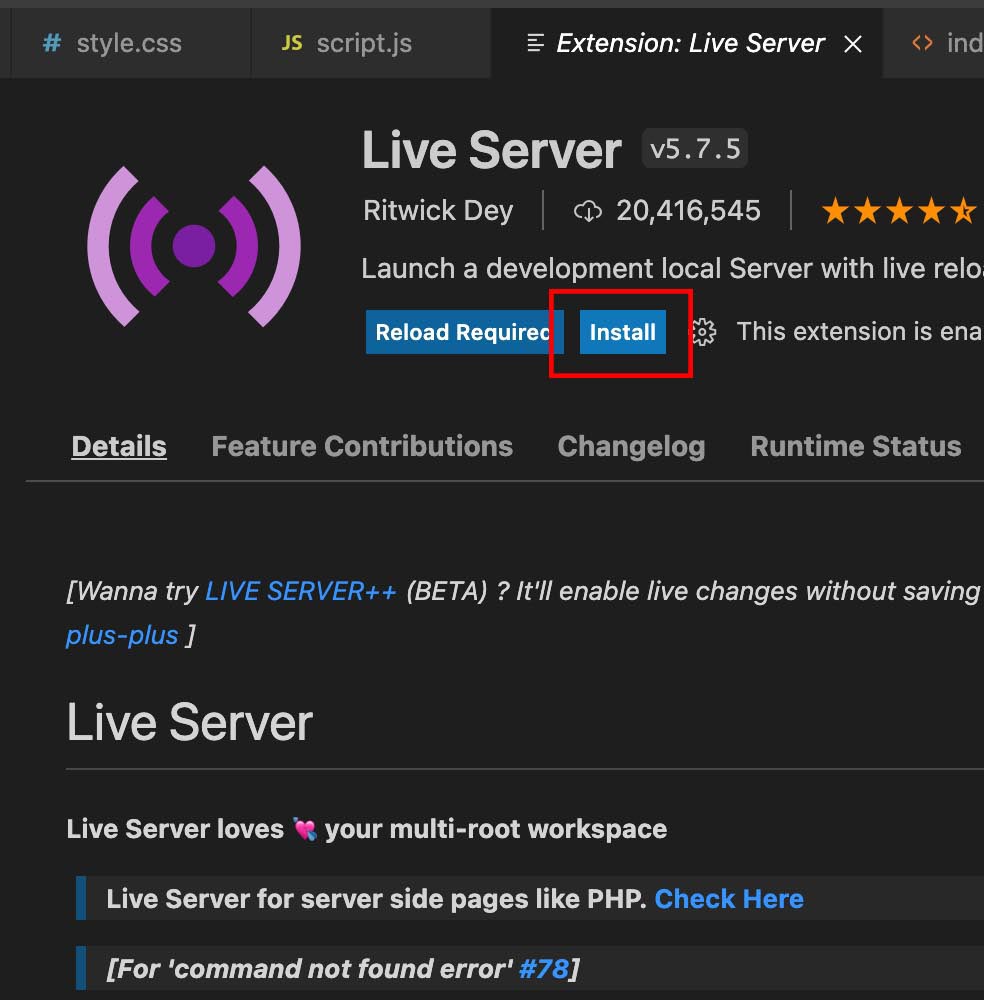 # style.css JS script.js Extension: Live Server ind
Live Server v5.7.5
Ritwick Dey 20,416,545
Launch a development local Server with live reloa
Reload Required Install This extension is ena
Details Feature Contributions Changelog Runtime Status
[Wanna try LIVE SERVER++ (BETA) ? It'll enable live changes without saving
plus-plus ]
Live Server
Live Server loves 💘 your multi-root workspace
Live Server for server side pages like PHP. Check Here
[For 'command not found error' #78]